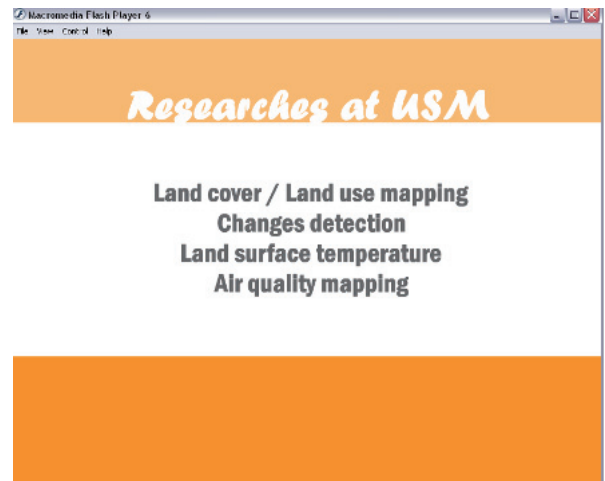 Macromedia Flash Player 6
File View Control Help
Researches at USM
Land cover / Land use mapping
Changes detection
Land surface temperature
Air quality mapping